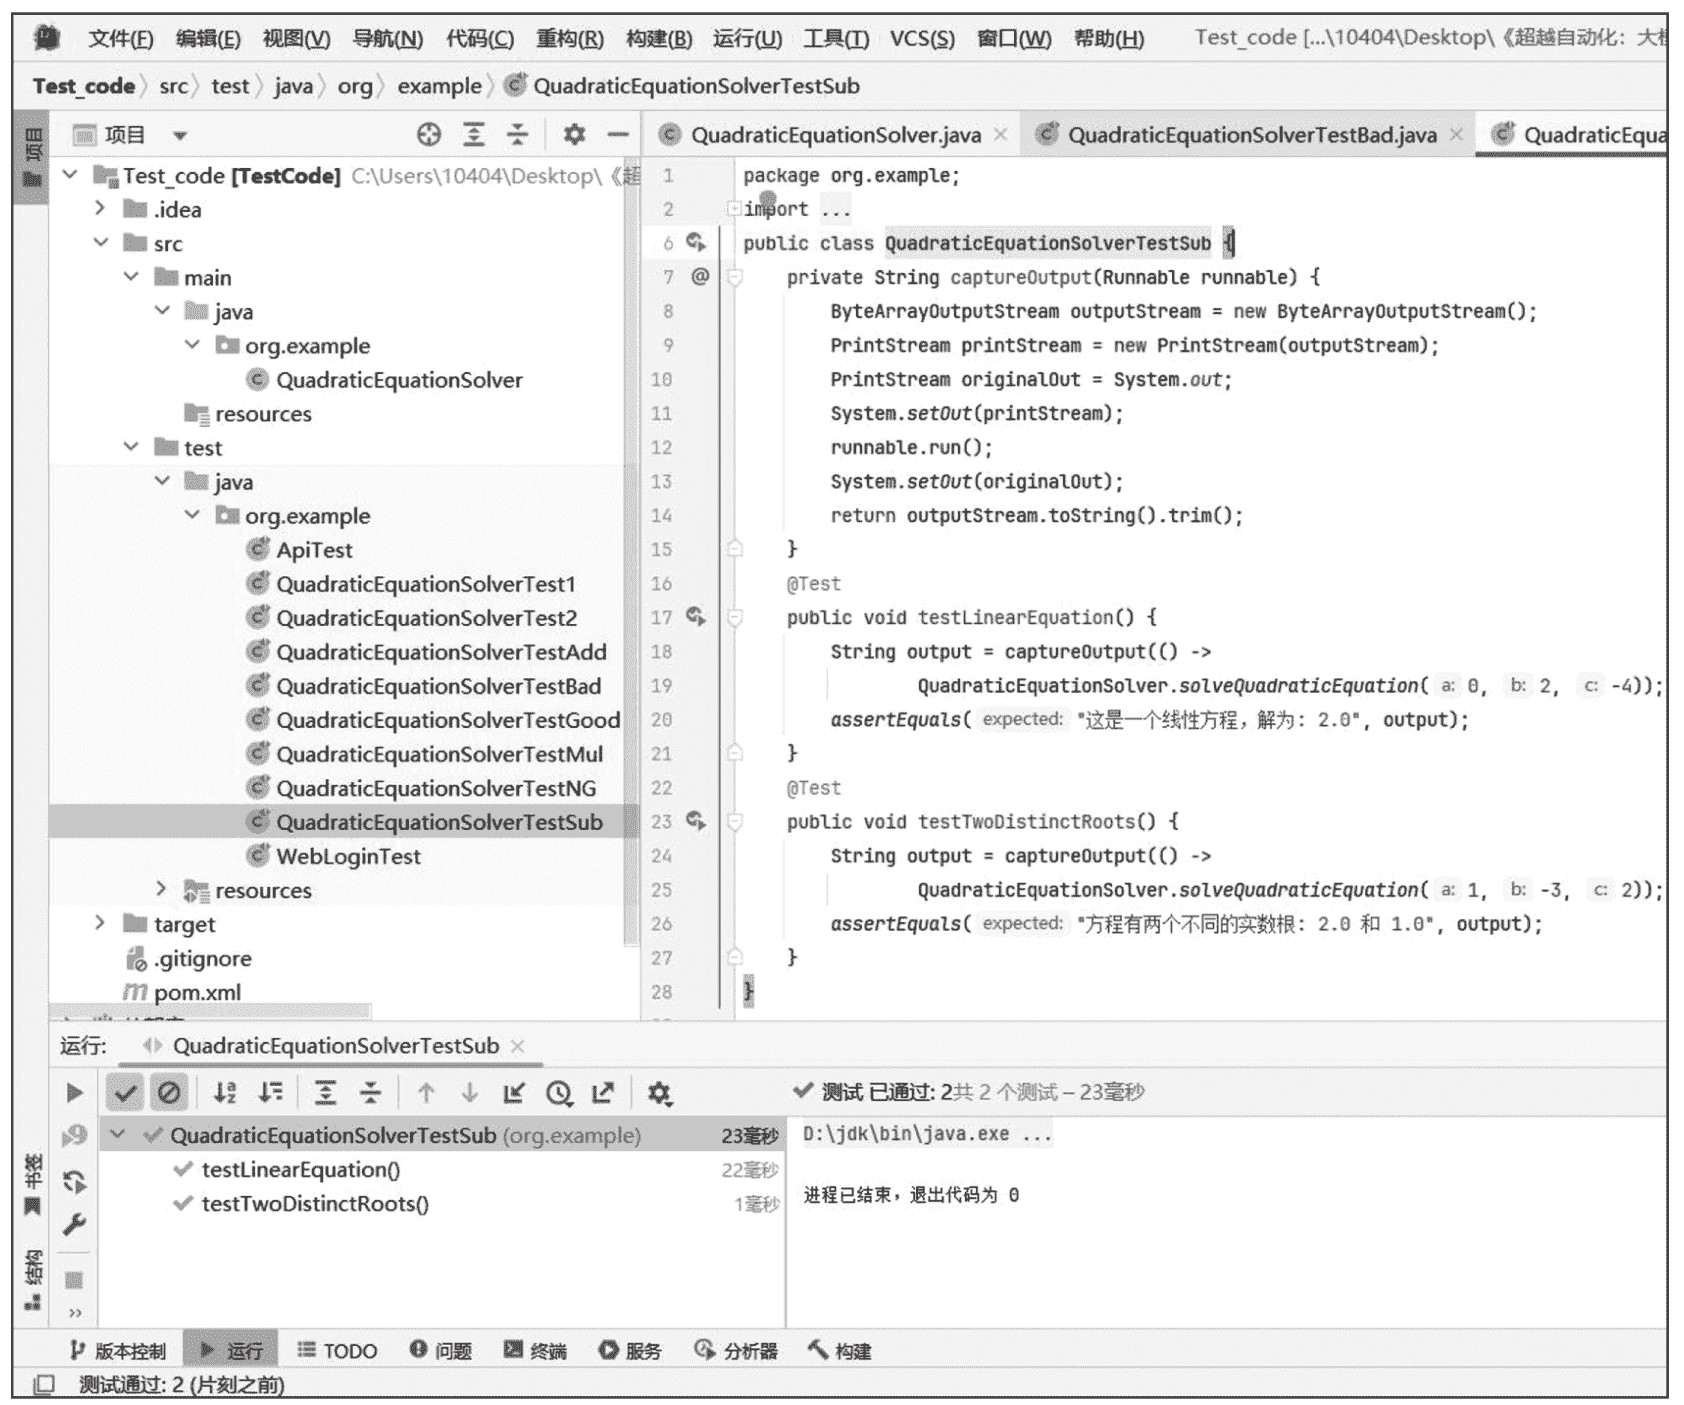 文件(F) 编辑(E) 视图(V) 导航(N) 代码(C) 重构(R) 构建(B) 运行(U) 工具(T) VCS(S) 窗口(W) 帮助(H) Test_code [...\10404\Desktop\《超越自动化：大模
Test_code src test java org example QuadraticEquationSolverTestSub
项目
项目
QuadraticEquationSolver.java QuadraticEquationSolverTestBad.java QuadraticEqua
Test_code [TestCode] C:\Users\10404\Desktop\《超
.idea
src
main
java
org.example
QuadraticEquationSolver
resources
test
java
org.example
ApiTest
QuadraticEquationSolverTest1
QuadraticEquationSolverTest2
QuadraticEquationSolverTestAdd
QuadraticEquationSolverTestBad
QuadraticEquationSolverTestGood
QuadraticEquationSolverTestMul
QuadraticEquationSolverTestNG
QuadraticEquationSolverTestSub
WebLoginTest
resources
target
.gitignore
pom.xml
1 package org.example;
2 import ...
6 public class QuadraticEquationSolverTestSub {
7 @ private String captureOutput(Runnable runnable) {
8 ByteArrayOutputStream outputStream = new ByteArrayOutputStream();
9 PrintStream printStream = new PrintStream(outputStream);
10 PrintStream originalOut = System.out;
11 System.setOut(printStream);
12 runnable.run();
13 System.setOut(originalOut);
14 return outputStream.toString().trim();
15 }
16 @Test
17 public void testLinearEquation() {
18 String output = captureOutput(() ->
19 QuadraticEquationSolver.solveQuadraticEquation( a: 0, b: 2, c: -4));
20 assertEquals( expected: "这是一个线性方程，解为: 2.0", output);
21 }
22 @Test
23 public void testTwoDistinctRoots() {
24 String output = captureOutput(() ->
25 QuadraticEquationSolver.solveQuadraticEquation( a: 1, b: -3, c: 2));
26 assertEquals( expected: "方程有两个不同的实数根: 2.0 和 1.0", output);
27 }
28 }
运行: QuadraticEquationSolverTestSub
测试 已通过: 2共 2 个测试 – 23毫秒
QuadraticEquationSolverTestSub (org.example) 23毫秒
testLinearEquation() 22毫秒
testTwoDistinctRoots() 1毫秒
D:\jdk\bin\java.exe ...
进程已结束，退出代码为 0
书签
结构
版本控制 运行 TODO 问题 终端 服务 分析器 构建
测试通过: 2 (片刻之前)